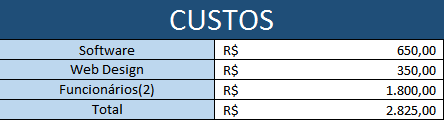 CUSTOS
Software R$ 650,00
Web Design R$ 350,00
Funcionários(2) R$ 1.800,00
Total R$ 2.825,00